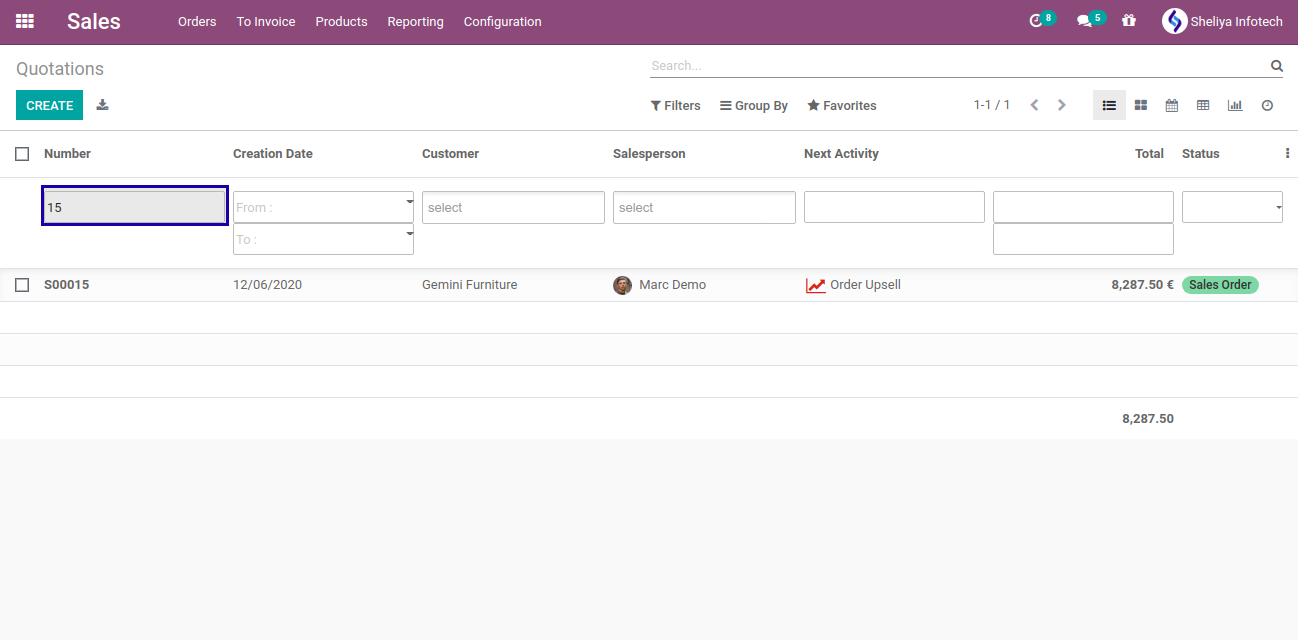 Sales Orders To Invoice Products Reporting Configuration 8 5 Sheliya Infotech
Quotations Search...
CREATE Filters Group By Favorites 1-1 / 1
Number Creation Date Customer Salesperson Next Activity Total Status
15 From : select select
To :
S00015 12/06/2020 Gemini Furniture Marc Demo Order Upsell 8,287.50 € Sales Order
8,287.50